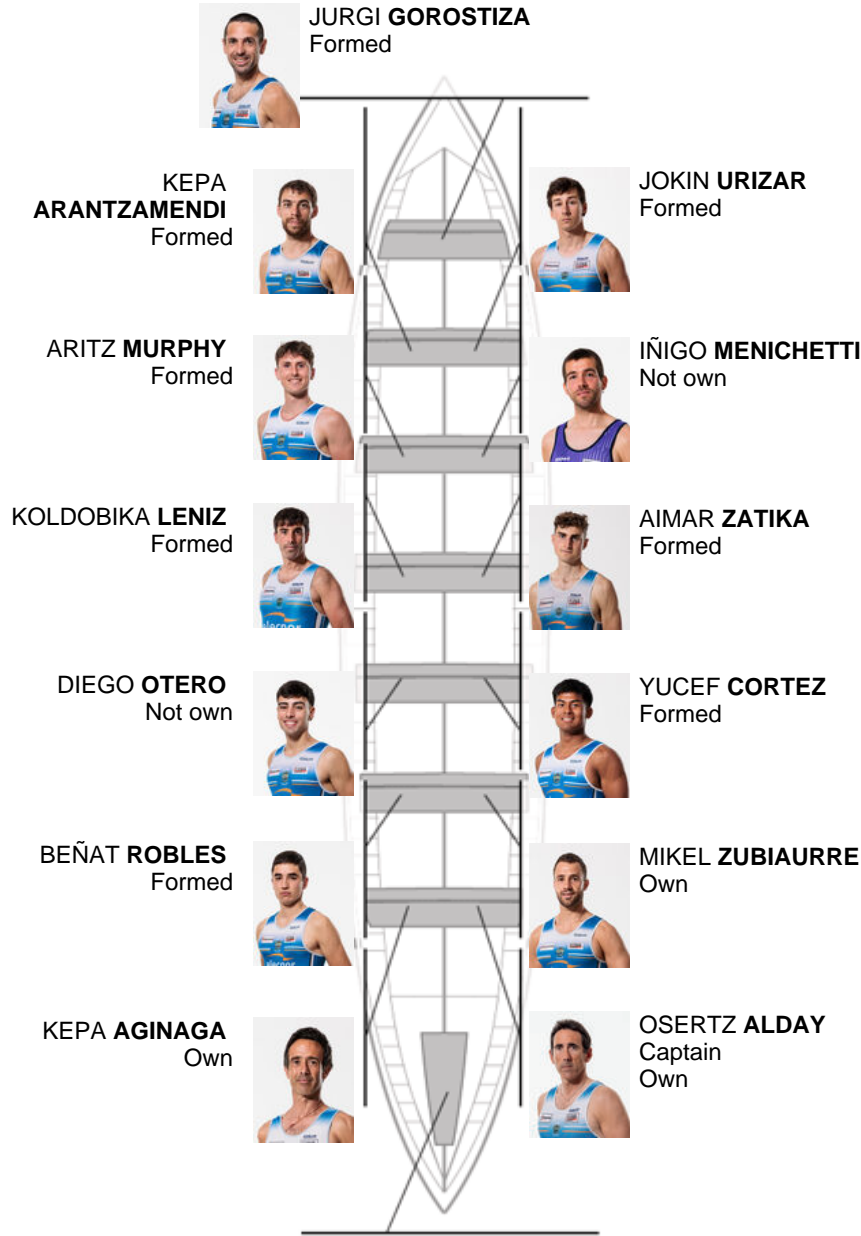 JURGI GOROSTIZA
Formed
KEPA
ARANTZAMENDI
Formed
JOKIN URIZAR
Formed
ARITZ MURPHY
Formed
IÑIGO MENICHETTI
Not own
KOLDOBIKA LENIZ
Formed
AIMAR ZATIKA
Formed
DIEGO OTERO
Not own
YUCEF CORTEZ
Formed
BEÑAT ROBLES
Formed
MIKEL ZUBIAURRE
Own
KEPA AGINAGA
Own
OSERTZ ALDAY
Captain
Own